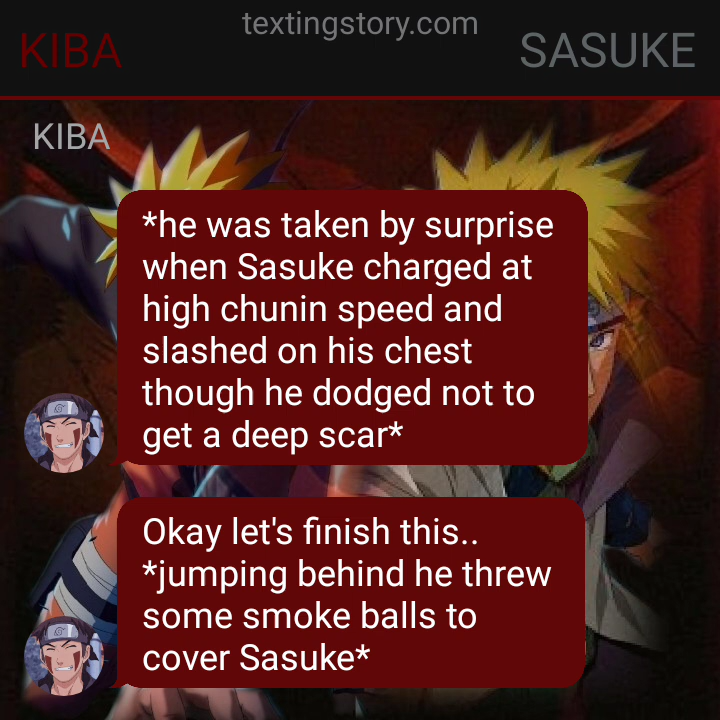 textingstory.com
KIBA
SASUKE
KIBA
*he was taken by surprise
when Sasuke charged at
high chunin speed and
slashed on his chest
though he dodged not to
get a deep scar*
Okay let's finish this..
*jumping behind he threw
some smoke balls to
cover Sasuke*